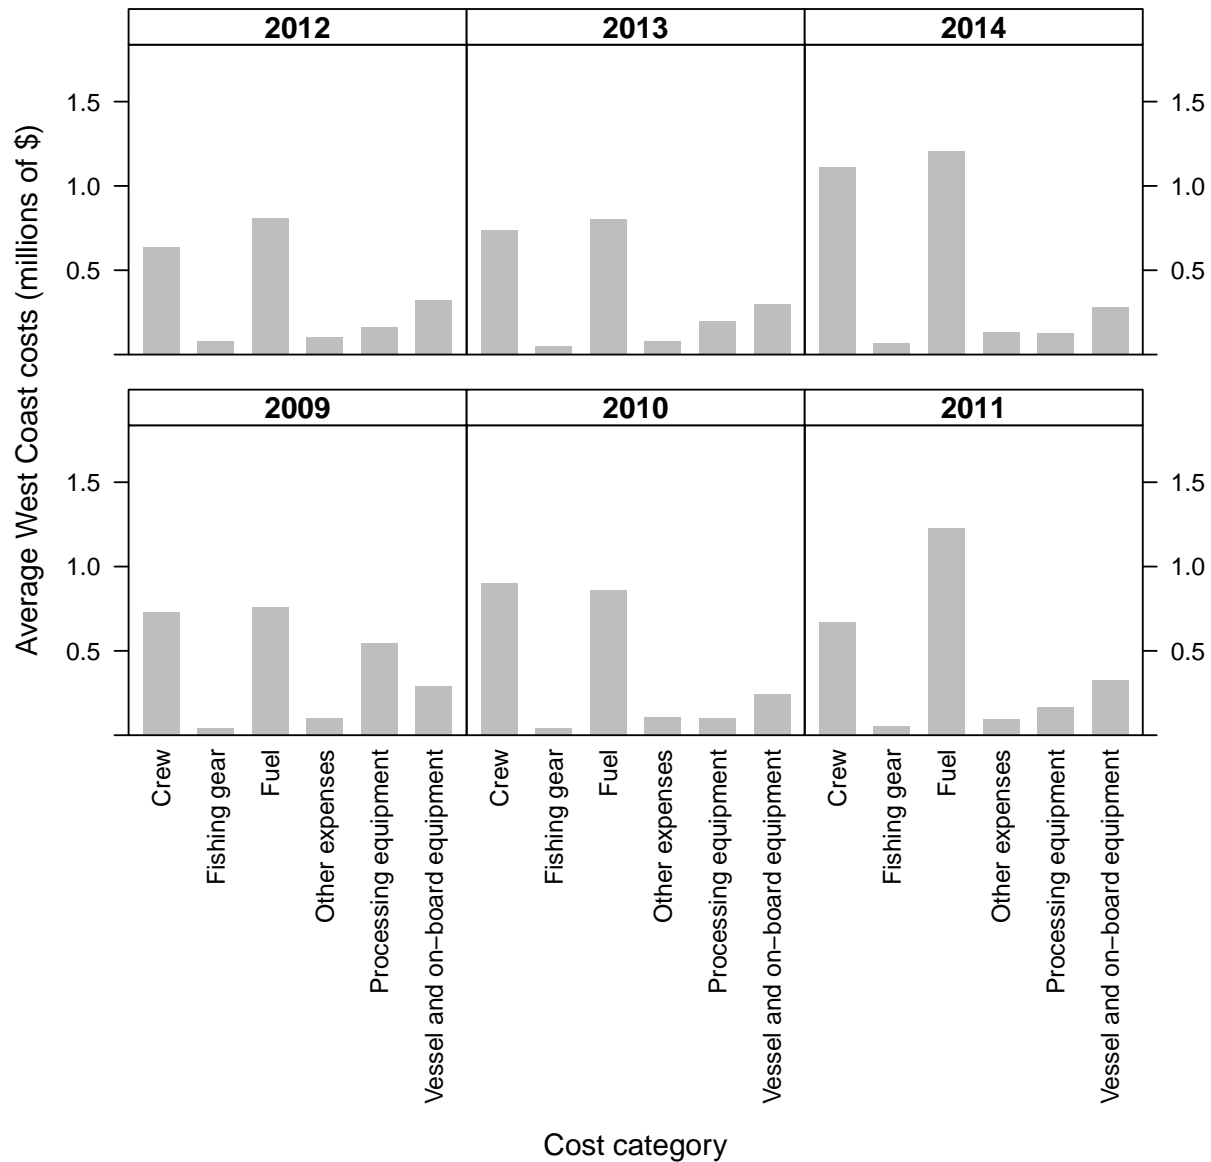 2012 2013 2014
1.5 1.5
1.0 1.0
0.5 0.5
Average West Coast costs (millions of $)
2009 2010 2011
1.5 1.5
1.0 1.0
0.5 0.5
Crew
Fishing gear
Fuel
Other expenses
Processing equipment
Vessel and on−board equipment
Crew
Fishing gear
Fuel
Other expenses
Processing equipment
Vessel and on−board equipment
Crew
Fishing gear
Fuel
Other expenses
Processing equipment
Vessel and on−board equipment
Cost category